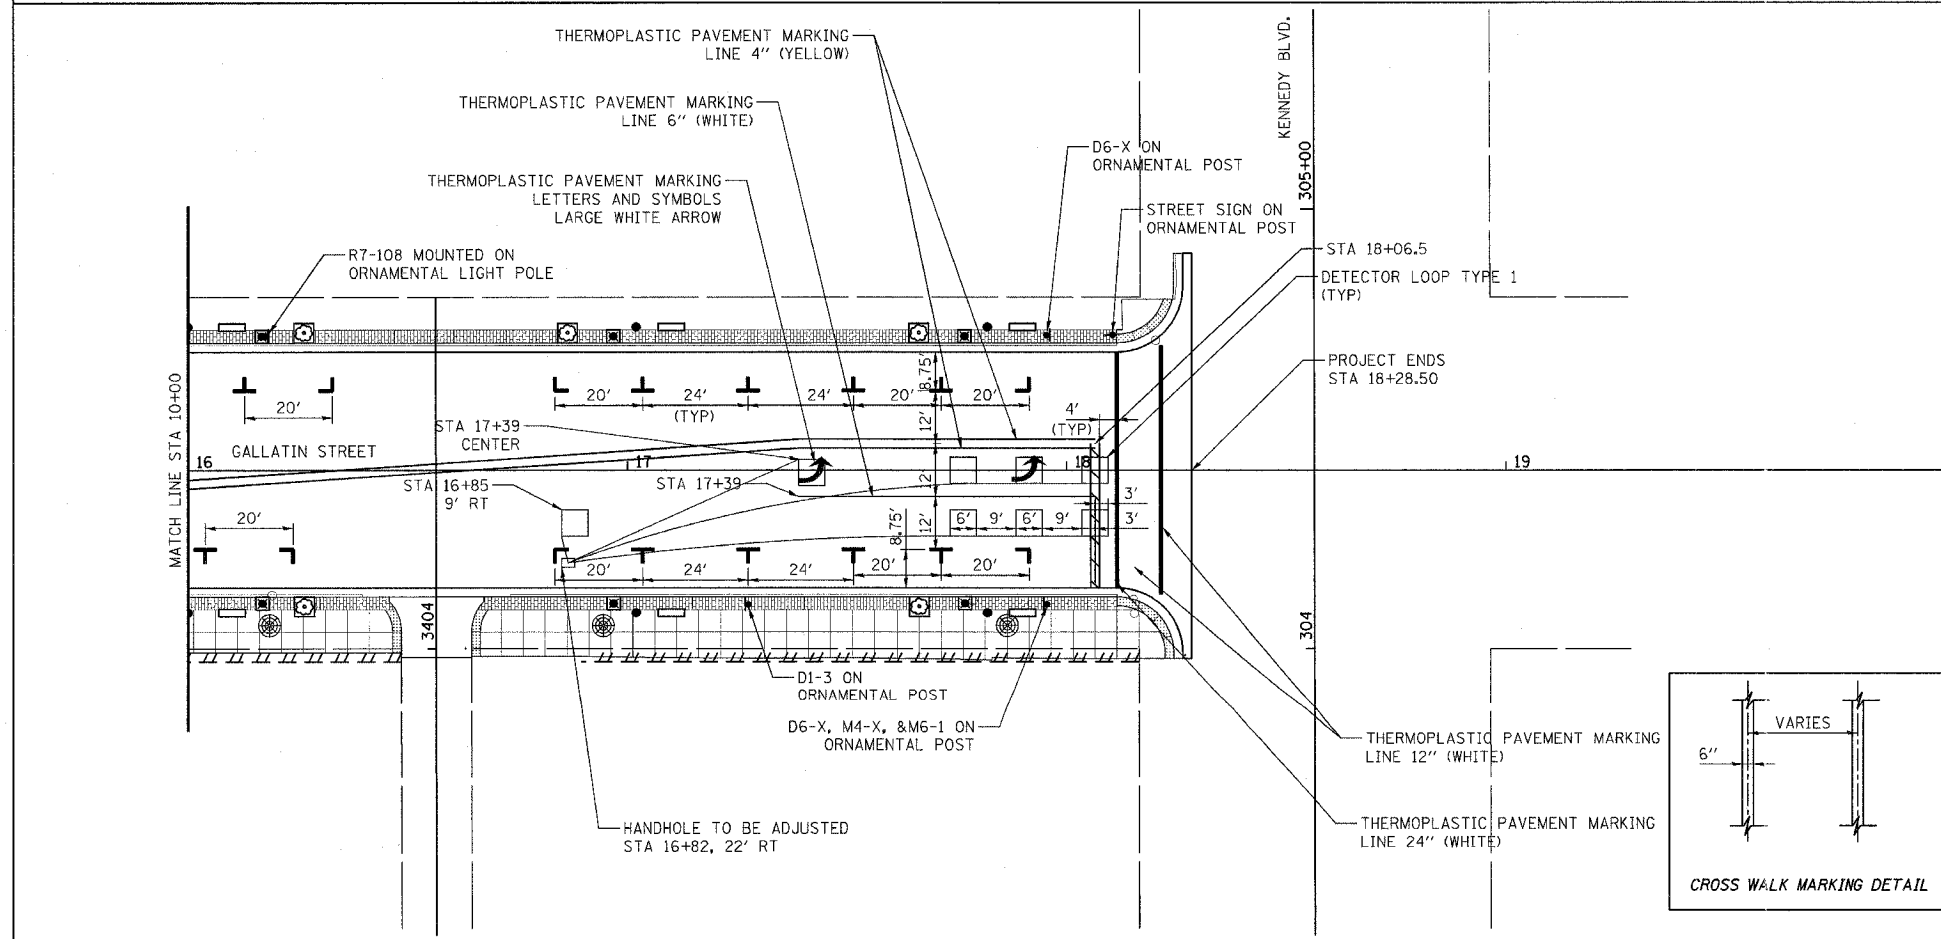 THERMOPLASTIC PAVEMENT MARKING
LINE 4" (YELLOW)
THERMOPLASTIC PAVEMENT MARKING
LINE 6" (WHITE)
THERMOPLASTIC PAVEMENT MARKING
LETTERS AND SYMBOLS
LARGE WHITE ARROW
R7-108 MOUNTED ON
ORNAMENTAL LIGHT POLE
KENNEDY BLVD.
305+00
D6-X ON
ORNAMENTAL POST
STREET SIGN ON
ORNAMENTAL POST
STA 18+06.5
DETECTOR LOOP TYPE 1
(TYP)
PROJECT ENDS
STA 18+28.50
MATCH LINE STA 10+00
20'
20'
24'
(TYP)
24'
20'
20'
8.75'
12'
4'
(TYP)
STA 17+39
CENTER
GALLATIN STREET
16
17
18
19
STA 16+85
9' RT
STA 17+39
12'
3'
20'
8.75'
12'
6'
9'
6'
9'
3'
20'
24'
24'
20'
20'
3404
304
D1-3 ON
ORNAMENTAL POST
D6-X, M4-X, &M6-1 ON
ORNAMENTAL POST
HANDHOLE TO BE ADJUSTED
STA 16+82, 22' RT
THERMOPLASTIC PAVEMENT MARKING
LINE 12" (WHITE)
THERMOPLASTIC PAVEMENT MARKING
LINE 24" (WHITE)
VARIES
6"
CROSS WALK MARKING DETAIL